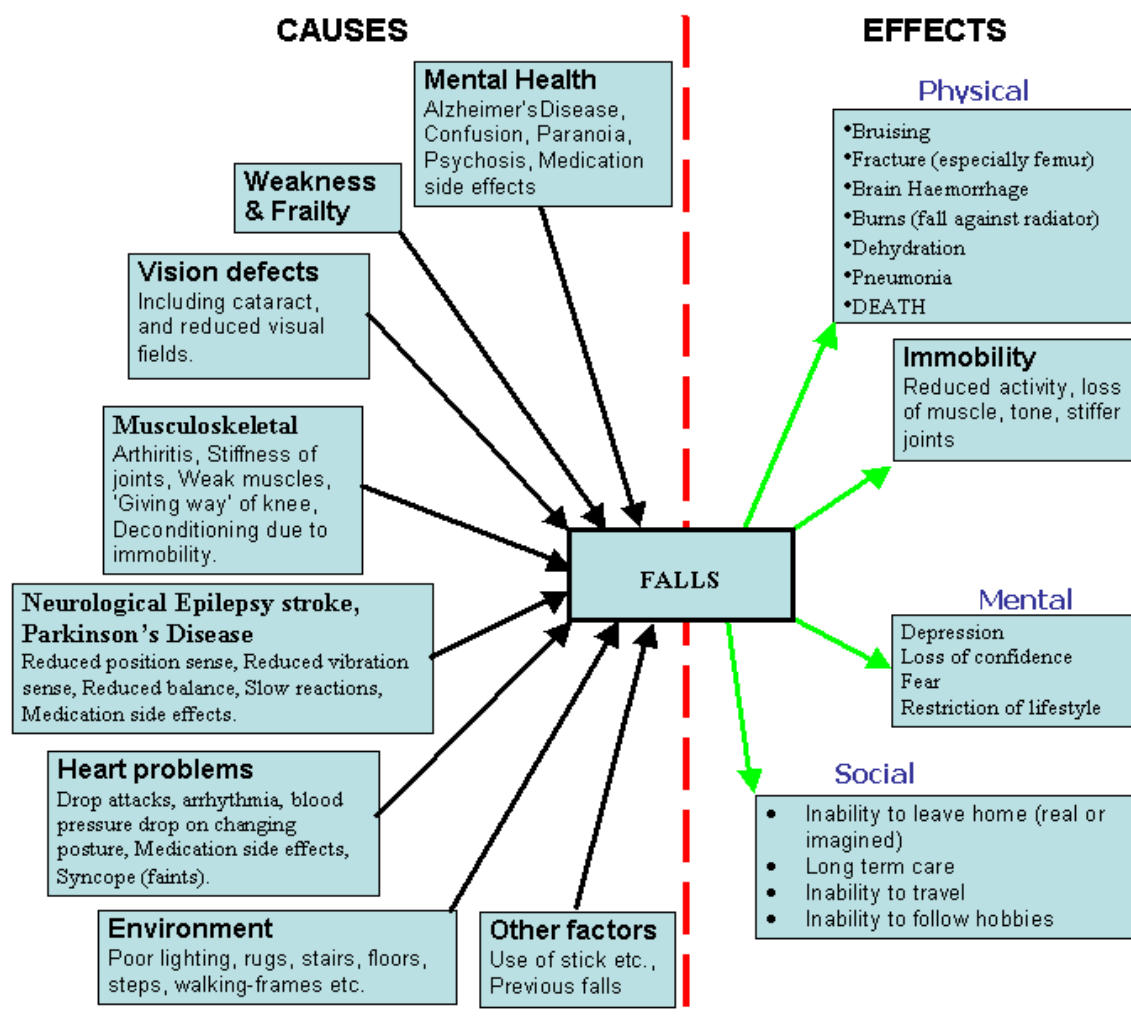 CAUSES
EFFECTS
Mental Health
Alzheimer's Disease,
Confusion, Paranoia,
Psychosis, Medication
side effects
Weakness
& Frailty
Vision defects
Including cataract,
and reduced visual
fields.
Musculoskeletal
Arthiritis, Stiffness of
joints, Weak muscles,
'Giving way' of knee,
Deconditioning due to
immobility.
Neurological Epilepsy stroke,
Parkinson's Disease
Reduced position sense, Reduced vibration
sense, Reduced balance, Slow reactions,
Medication side effects.
Heart problems
Drop attacks, arrhythmia, blood
pressure drop on changing
posture, Medication side effects,
Syncope (faints).
Environment
Poor lighting, rugs, stairs, floors,
steps, walking-frames etc.
Other factors
Use of stick etc.,
Previous falls
FALLS
Physical
•Bruising
•Fracture (especially femur)
•Brain Haemorrhage
•Burns (fall against radiator)
•Dehydration
•Pneumonia
•DEATH
Immobility
Reduced activity, loss
of muscle, tone, stiffer
joints
Mental
Depression
Loss of confidence
Fear
Restriction of lifestyle
Social
• Inability to leave home (real or
imagined)
• Long term care
• Inability to travel
• Inability to follow hobbies